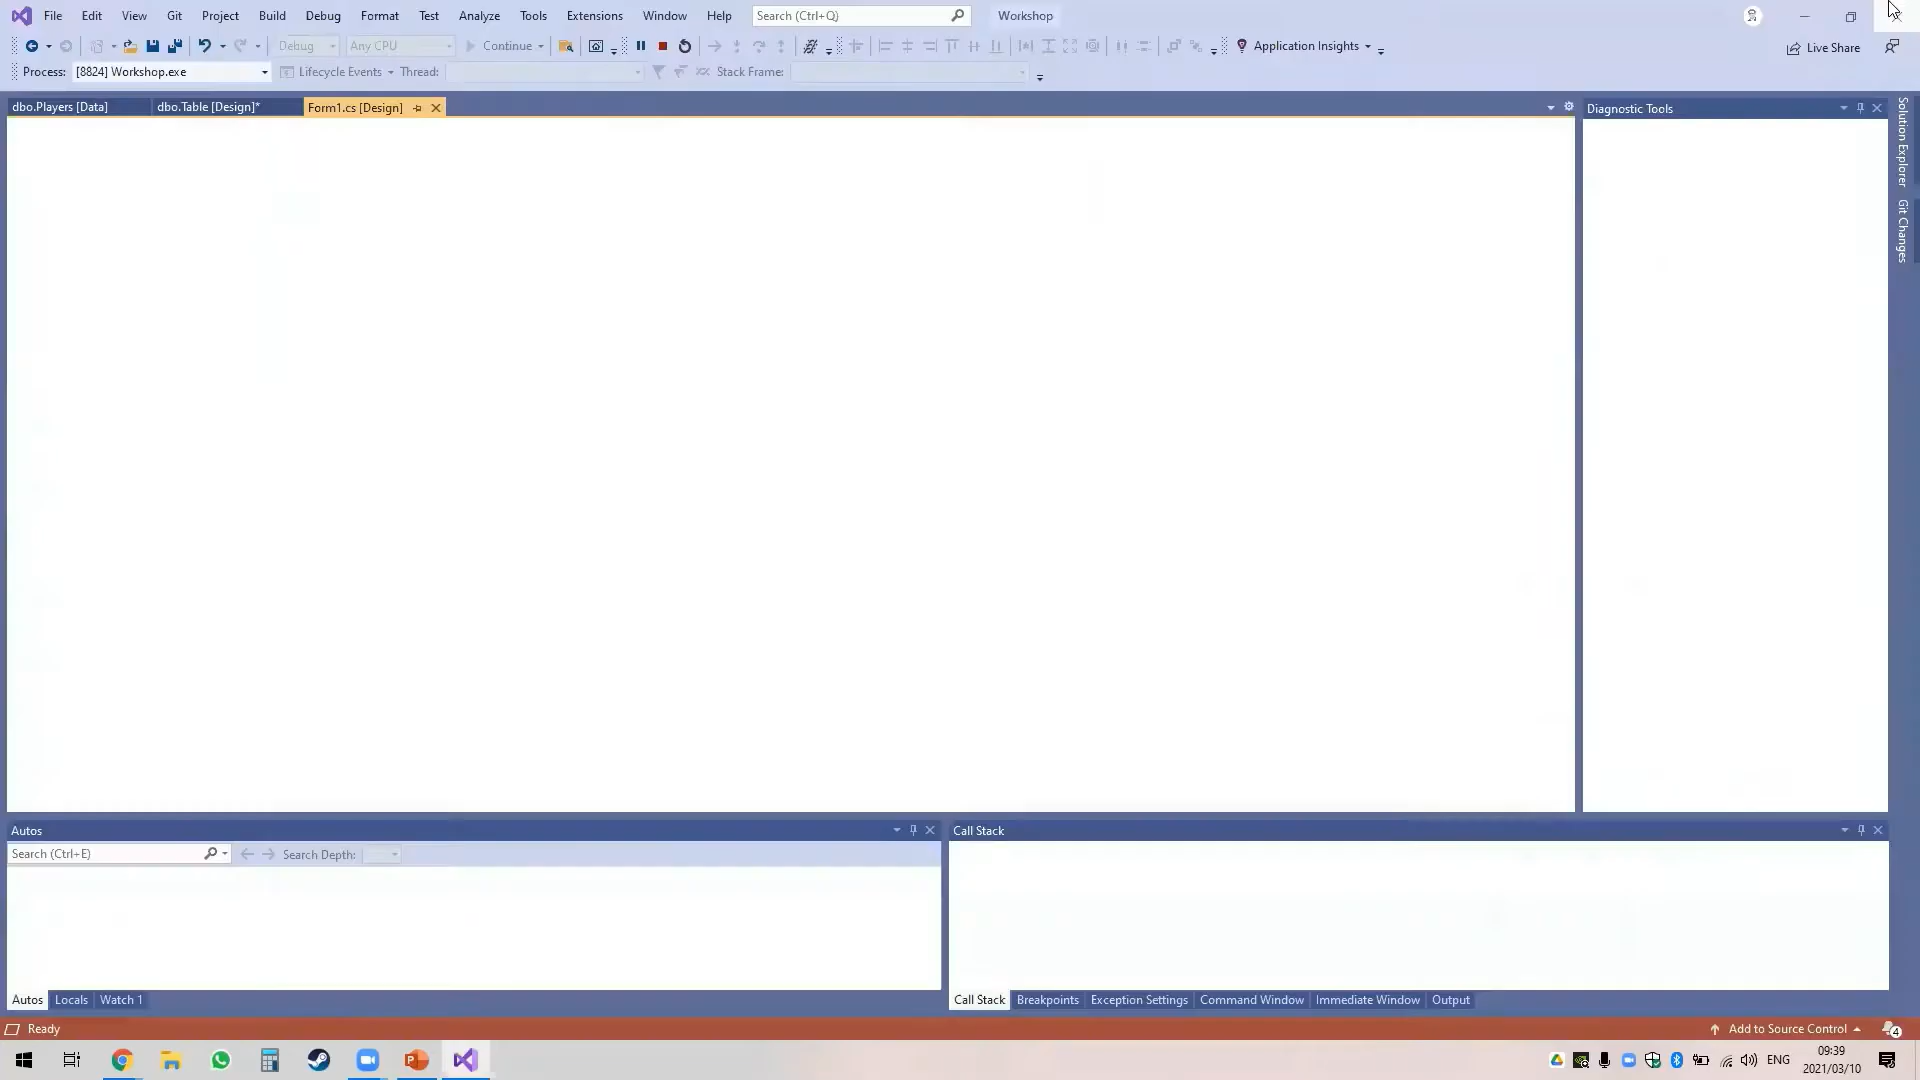 File Edit View Git Project Build Debug Format Test Analyze Tools Extensions Window Help Search (Ctrl+Q) Workshop
Debug Any CPU Continue Application Insights Live Share
Process: [8824] Workshop.exe Lifecycle Events Thread: Stack Frame:
dbo.Players [Data] dbo.Table [Design]* Form1.cs [Design] Diagnostic Tools
Solution Explorer
Git Changes
Autos Call Stack
Search (Ctrl+E) Search Depth:
Autos Locals Watch 1 Call Stack Breakpoints Exception Settings Command Window Immediate Window Output
Ready Add to Source Control 4
ENG 09:39
2021/03/10